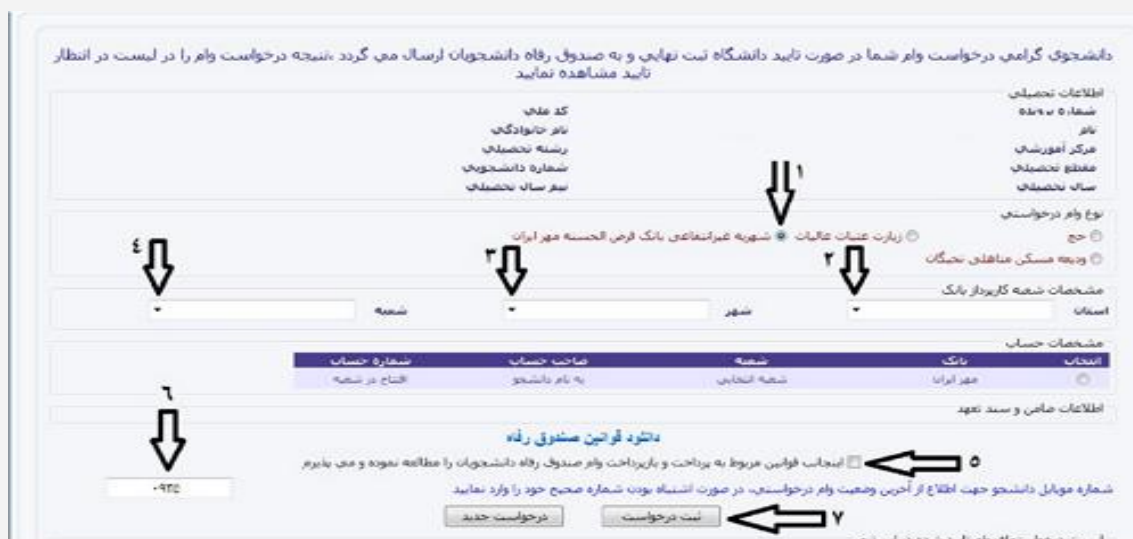 دانشجوی گرامی درخواست وام شما در صورت تایید دانشگاه ثبت نهایی و به صندوق رفاه دانشجویان ارسال می گردد ،نتیجه درخواست وام را در لیست در انتظار
تایید مشاهده نمایید
اطلاعات تحصیلی
شماره پرونده کد ملی
نام نام خانوادگی
مرکز آموزشی رشته تحصیلی
مقطع تحصیلی شماره دانشجویی
سال تحصیلی نیم سال تحصیلی
۱
نوع وام درخواستی
حج زیارت عتبات عالیات شهریه غیرانتفاعی بانک قرض الحسنه مهر ایران
ودیعه مسکن متاهلی نخبگان
۲ ۳ ٤
مشخصات شعبه کارپرداز بانک
استان شهر شعبه
مشخصات حساب
انتخاب بانک شعبه صاحب حساب شماره حساب
مهر ایران شعبه انتخابی به نام دانشجو افتتاح در شعبه
اطلاعات ضامن و سند تعهد
٦
دانلود قوانین صندوق رفاه
اینجانب قوانین مربوط به پرداخت و بازپرداخت وام صندوق رفاه دانشجویان را مطالعه نموده و می پذیرم ٥
شماره موبایل دانشجو جهت اطلاع از آخرین وضعیت وام درخواستی، در صورت اشتباه بودن شماره صحیح خود را وارد نمایید
ثبت درخواست درخواست جدید ۷